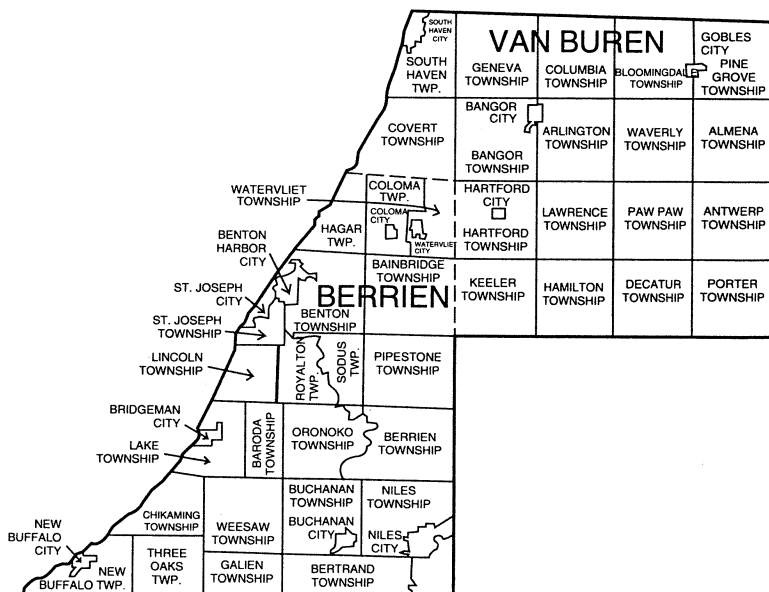 SOUTH
HAVEN
CITY
VAN BUREN
GOBLES
CITY
SOUTH
HAVEN
TWP.
GENEVA
TOWNSHIP
COLUMBIA
TOWNSHIP
BLOOMINGDALE
TOWNSHIP
PINE
GROVE
TOWNSHIP
COVERT
TOWNSHIP
BANGOR
CITY
BANGOR
TOWNSHIP
ARLINGTON
TOWNSHIP
WAVERLY
TOWNSHIP
ALMENA
TOWNSHIP
WATERVLIET
TOWNSHIP
COLOMA
TWP.
COLOMA
CITY
WATERVLIET
CITY
HAGAR
TWP.
HARTFORD
CITY
HARTFORD
TOWNSHIP
LAWRENCE
TOWNSHIP
PAW PAW
TOWNSHIP
ANTWERP
TOWNSHIP
BENTON
HARBOR
CITY
BAINBRIDGE
TOWNSHIP
BERRIEN
KEELER
TOWNSHIP
HAMILTON
TOWNSHIP
DECATUR
TOWNSHIP
PORTER
TOWNSHIP
ST. JOSEPH
CITY
ST. JOSEPH
TOWNSHIP
BENTON
TOWNSHIP
LINCOLN
TOWNSHIP
ROYALTON
TWP.
SODUS
TWP.
PIPESTONE
TOWNSHIP
BRIDGEMAN
CITY
LAKE
TOWNSHIP
BARODA
TOWNSHIP
ORONOKO
TOWNSHIP
BERRIEN
TOWNSHIP
CHIKAMING
TOWNSHIP
WEESAW
TOWNSHIP
BUCHANAN
TOWNSHIP
BUCHANAN
CITY
NILES
TOWNSHIP
NILES
CITY
NEW
BUFFALO
CITY
NEW
BUFFALO TWP.
THREE
OAKS
TWP.
GALIEN
TOWNSHIP
BERTRAND
TOWNSHIP